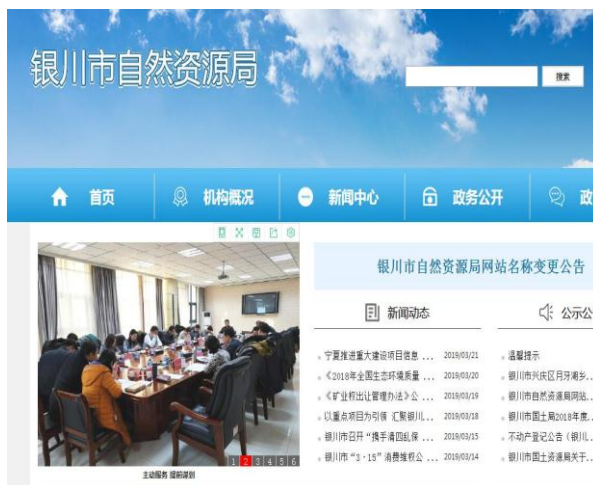 银川市自然资源局
搜索
首页
机构概况
新闻中心
政务公开
政
银川市自然资源局网站名称变更公告
新闻动态
公示公
宁夏推进重大建设项目信息 ... 2019/03/21
《2018年全国生态环境质量 ... 2019/03/20
《矿业权出让管理办法》公 ... 2019/03/19
以重点项目为引领 汇聚银川... 2019/03/18
银川市召开“携手清四乱保 ... 2019/03/15
银川市“3·15”消费维权公 ... 2019/03/14
温馨提示
银川市兴庆区月牙湖乡...
银川市自然资源局网站...
银川市国土局2018年度...
不动产登记公告（银川...
银川市国土资源局关于...
1 2 3 4 5 6
主动服务 提前谋划